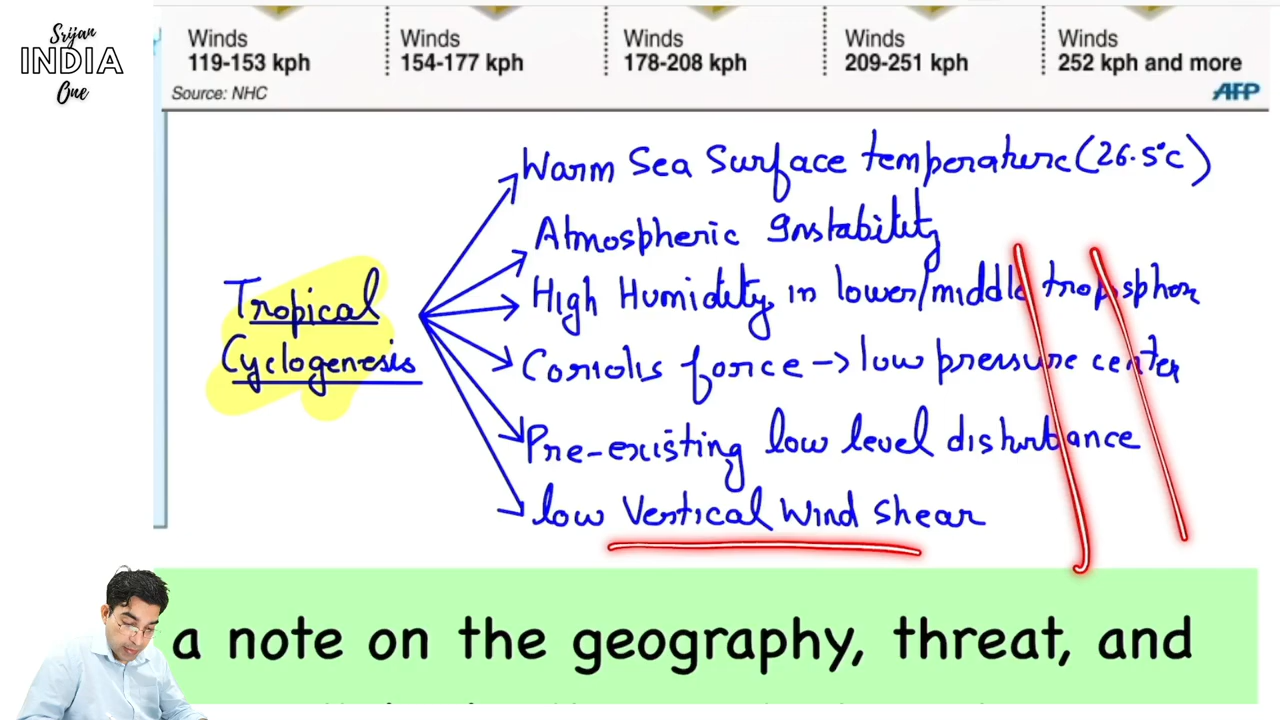 Srijan
INDIA
One
Winds
119-153 kph
Winds
154-177 kph
Winds
178-208 kph
Winds
209-251 kph
Winds
252 kph and more
Source: NHC
AFP
Warm Sea Surface temperature (26.5°C)
Atmospheric Instability
High Humidity in lower/middle troposphere
Tropical
Cyclogenesis
Coriolis force → low pressure center
Pre-existing low level disturbance
low Vertical Wind Shear
a note on the geography, threat, and